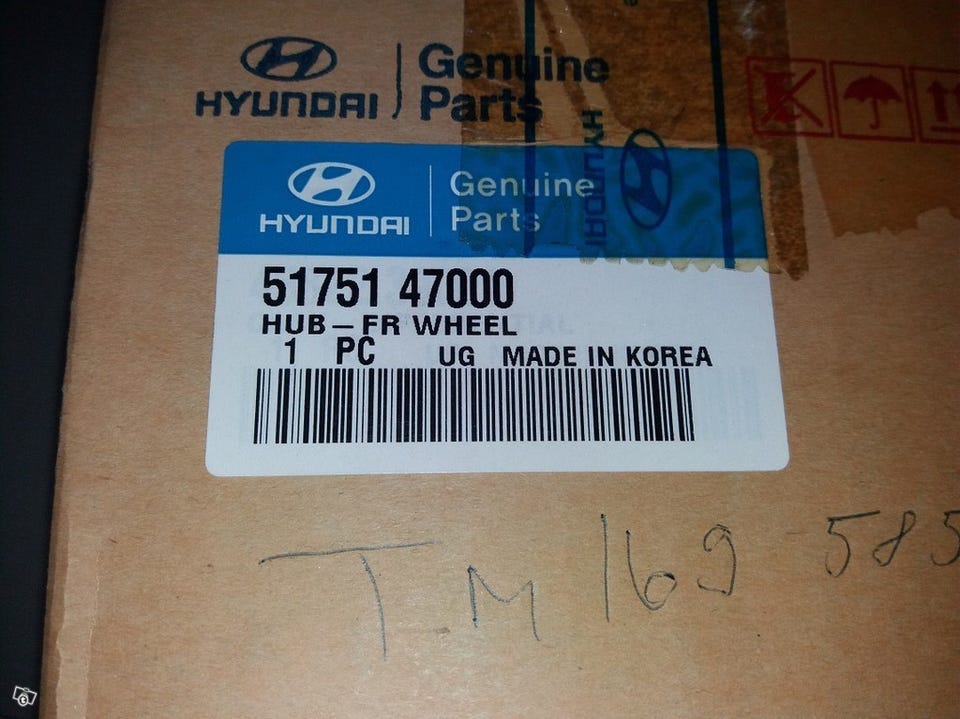 HYUNDAI
Genuine
Parts
HYUNDAI
HYUNDAI
Genuine
Parts
51751 47000
HUB-FR WHEEL
1 PC UG MADE IN KOREA
TM 169-585